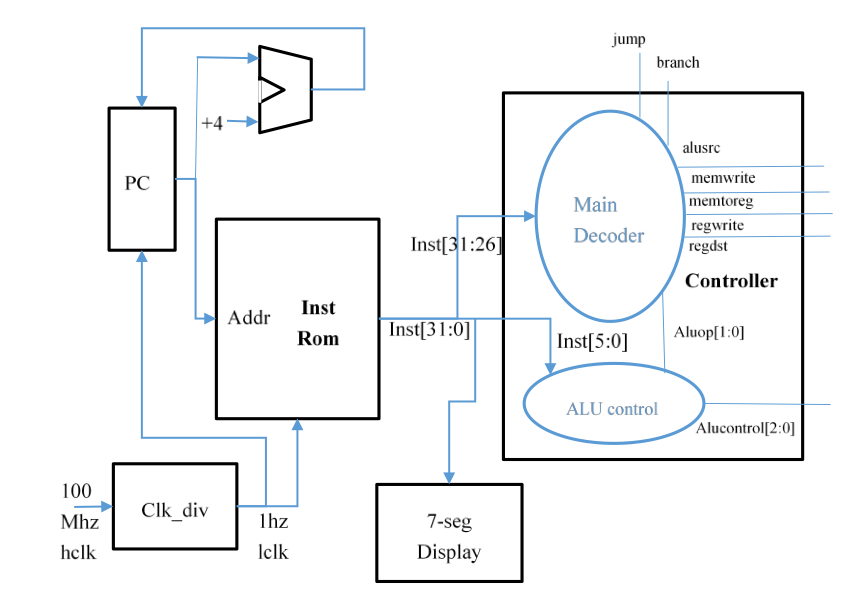 jump
branch
+4
PC
alusrc
memwrite
memtoreg
regwrite
regdst
Main
Decoder
Inst[31:26]
Controller
Addr
Inst
Rom
Inst[31:0]
Inst[5:0]
Aluop[1:0]
ALU control
Alucontrol[2:0]
100
Mhz
hclk
Clk_div
1hz
lclk
7-seg
Display